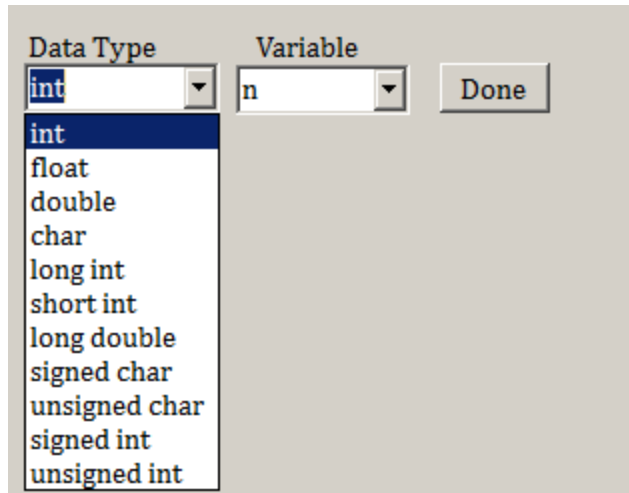 Data Type Variable
int n Done
int
float
double
char
long int
short int
long double
signed char
unsigned char
signed int
unsigned int